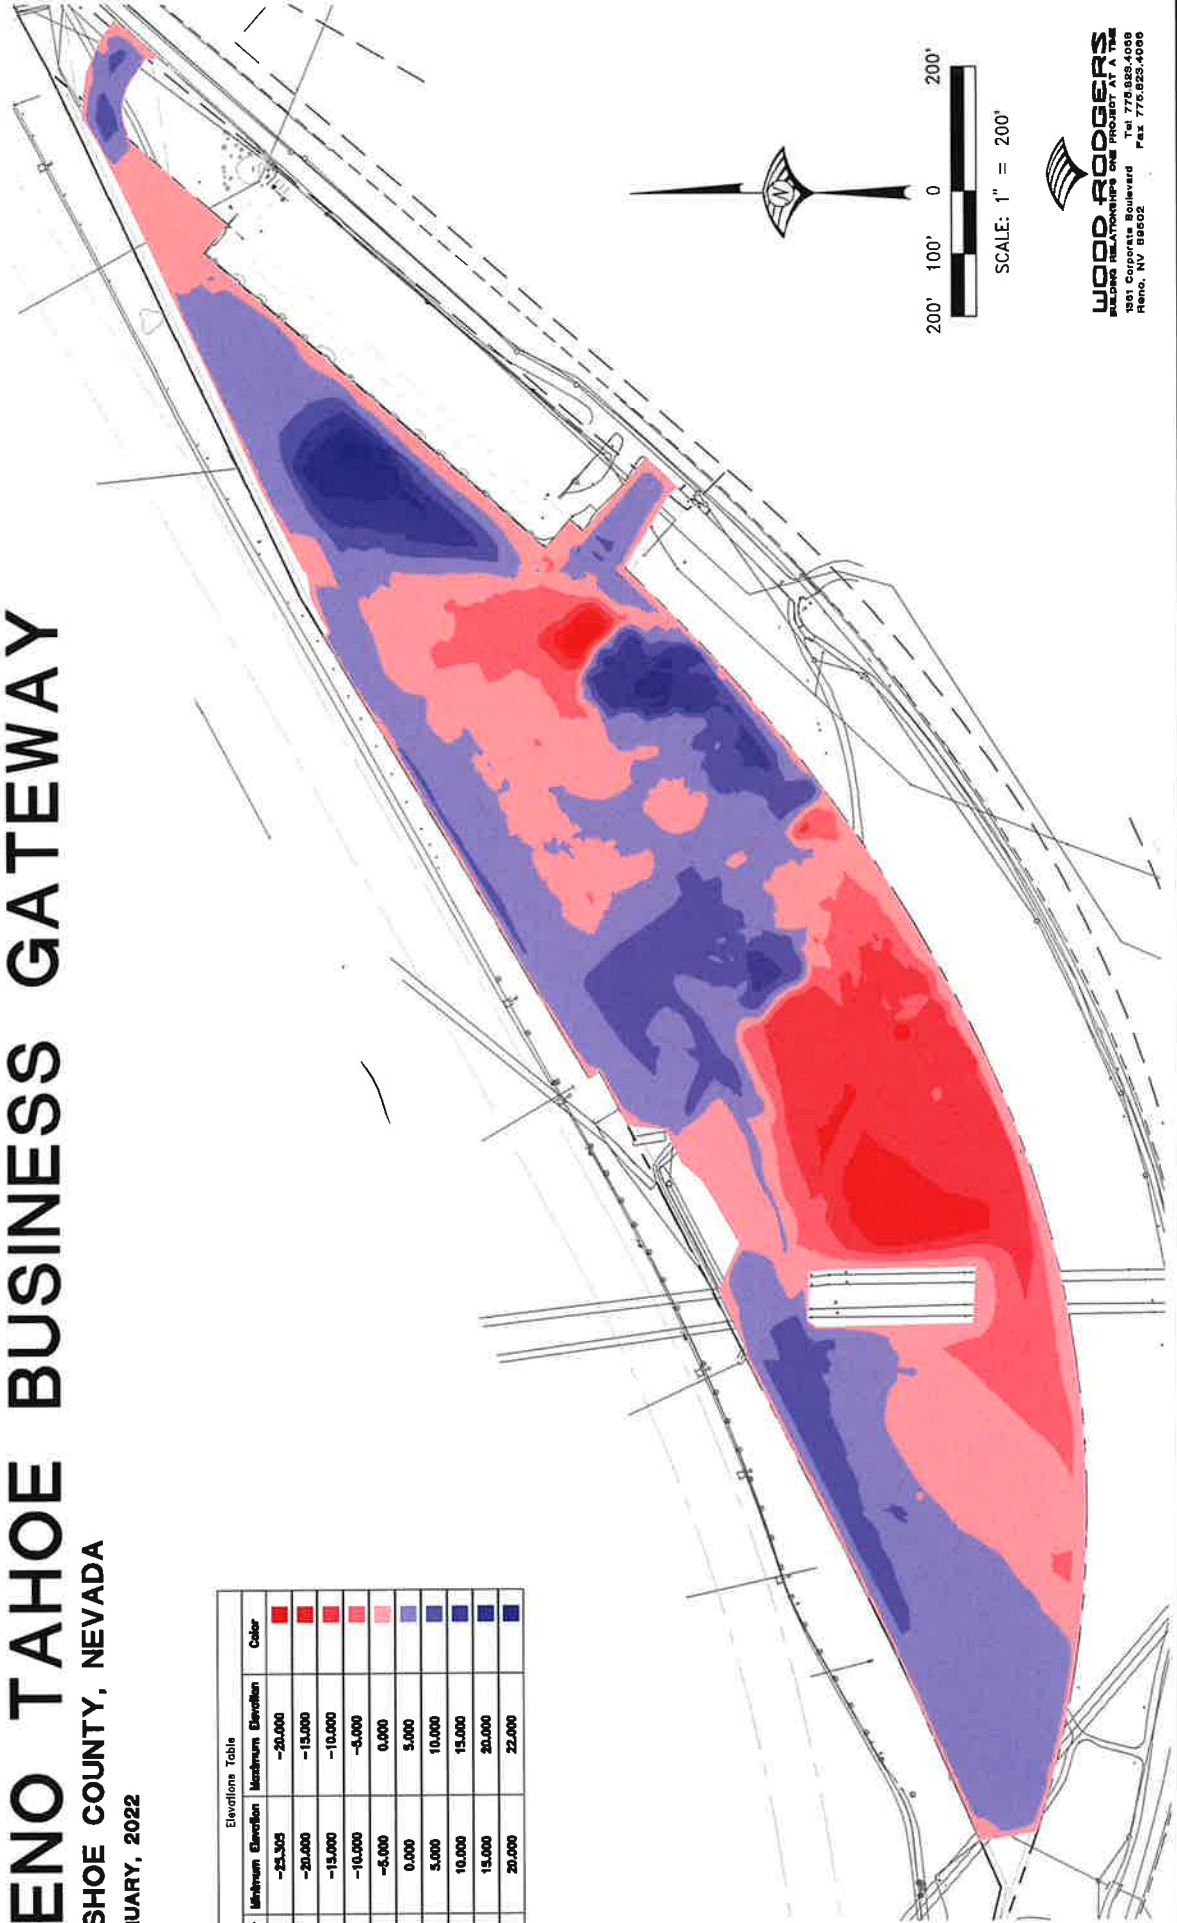 ENO TAHOE BUSINESS GATEWAY
SHOE COUNTY, NEVADA
UARY, 2022
Elevations Table
Minimum Elevation Maximum Elevation Color
-25.305 -20.000
-20.000 -15.000
-15.000 -10.000
-10.000 -5.000
-5.000 0.000
0.000 5.000
5.000 10.000
10.000 15.000
15.000 20.000
20.000 22.000
N
200' 100' 0 200'
SCALE: 1" = 200'
WOOD RODGERS
BUILDING RELATIONSHIPS ONE PROJECT AT A TIME
1361 Corporate Boulevard Tel 775.823.4068
Reno, NV 89502 Fax 775.823.4066